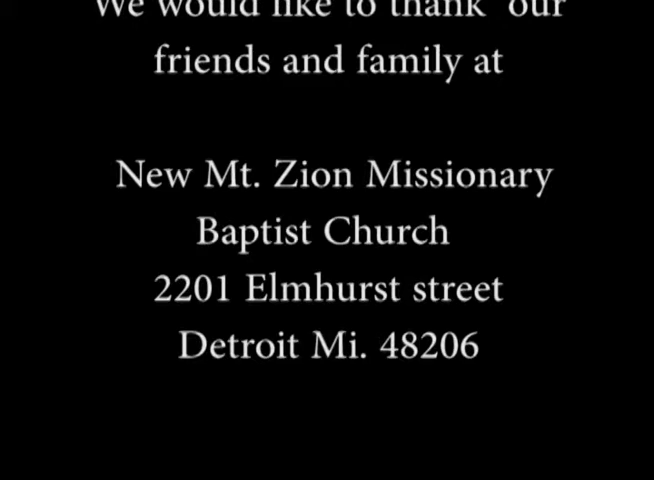 We would like to thank our
friends and family at
New Mt. Zion Missionary
Baptist Church
2201 Elmhurst street
Detroit Mi. 48206